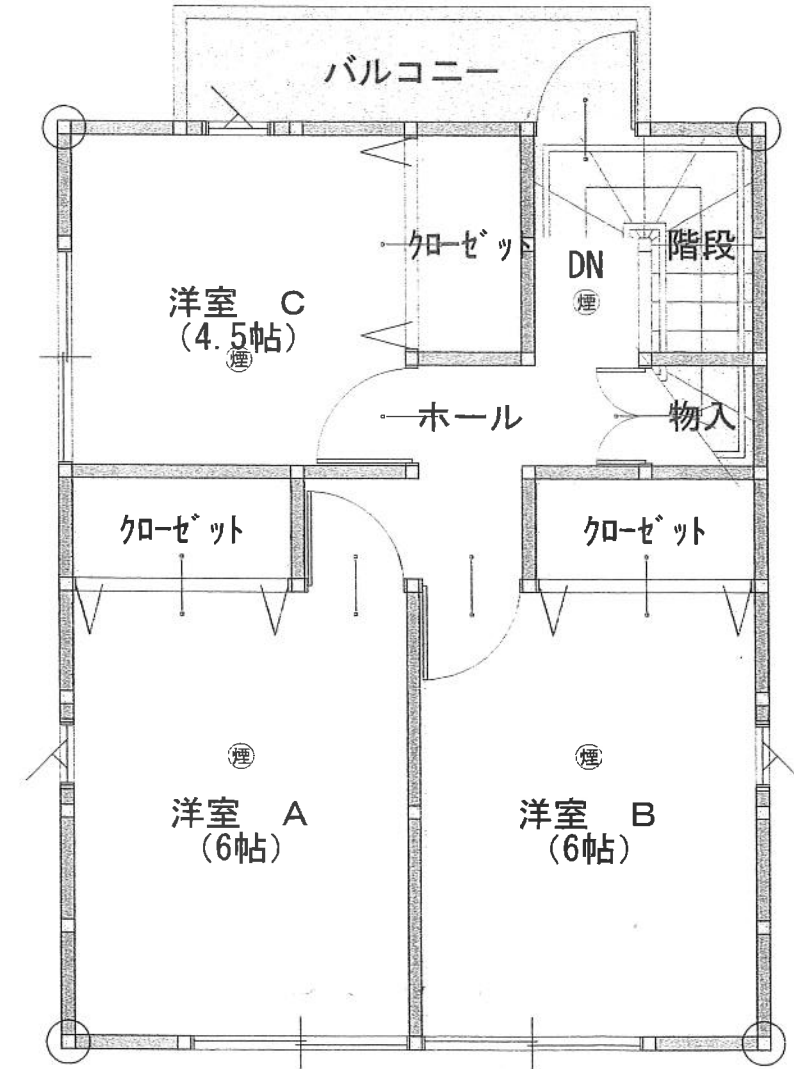 バルコニー
クローゼット
階段
DN
煙
洋室 C
(4.5帖)
煙
ホール
物入
クローゼット
クローゼット
煙
煙
洋室 A
(6帖)
洋室 B
(6帖)